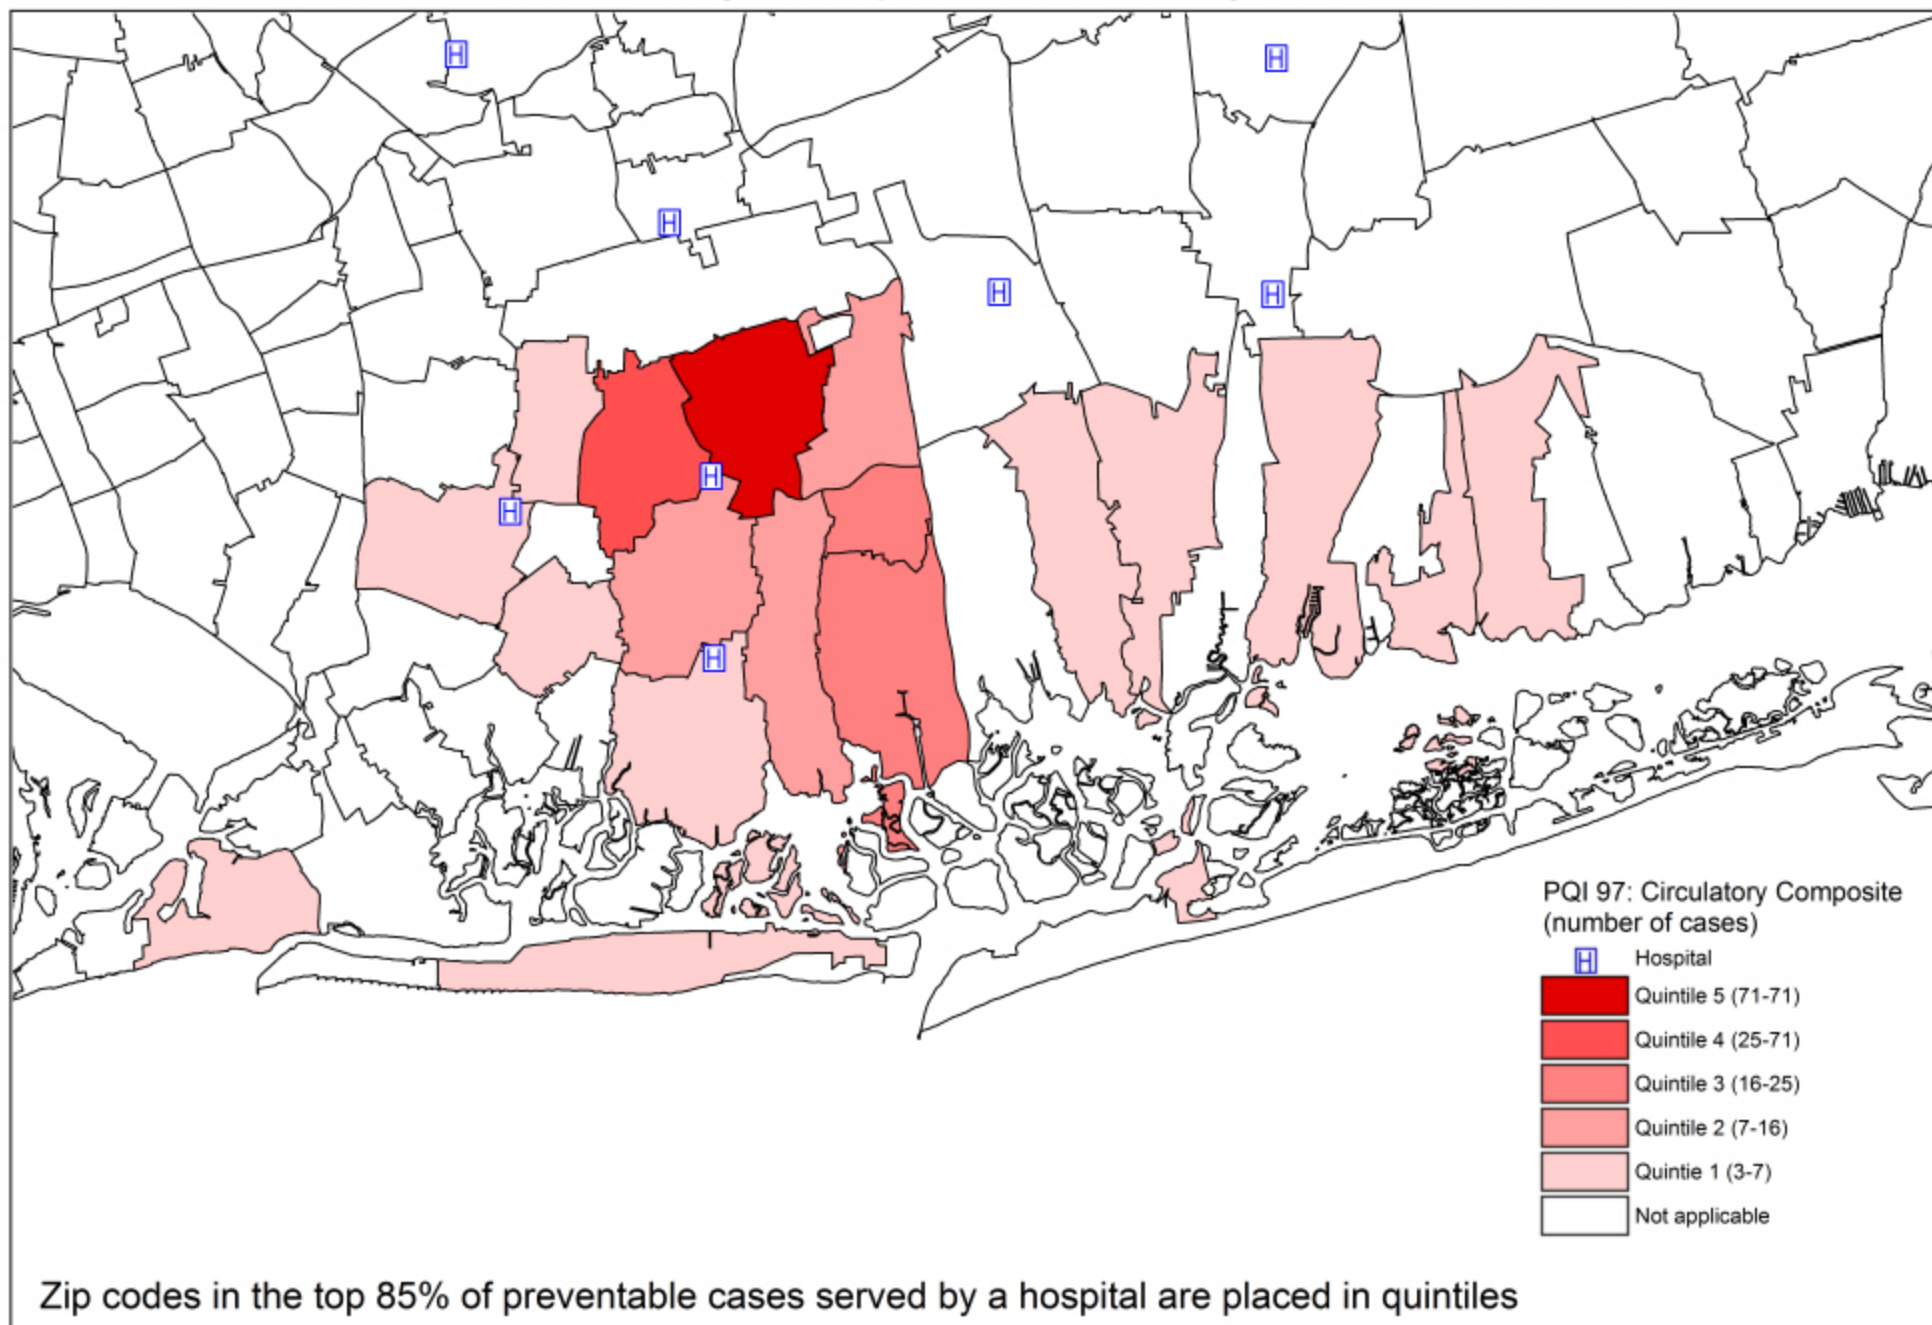 H
H
H
H
H
H
H
H
PQI 97: Circulatory Composite
(number of cases)
H Hospital
Quintile 5 (71-71)
Quintile 4 (25-71)
Quintile 3 (16-25)
Quintile 2 (7-16)
Quintie 1 (3-7)
Not applicable
Zip codes in the top 85% of preventable cases served by a hospital are placed in quintiles